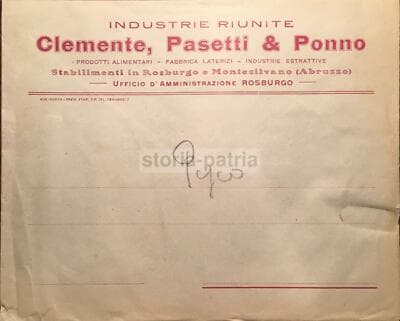 INDUSTRIE RIUNITE
Clemente, Pasetti & Ponno
PRODOTTI ALIMENTARI — FABBRICA LATERIZI — INDUSTRIE ESTRATTIVE
Stabilimenti in Rosburgo e Montesilvano (Abruzzo)
UFFICIO D'AMMINISTRAZIONE ROSBURGO
storia-patria